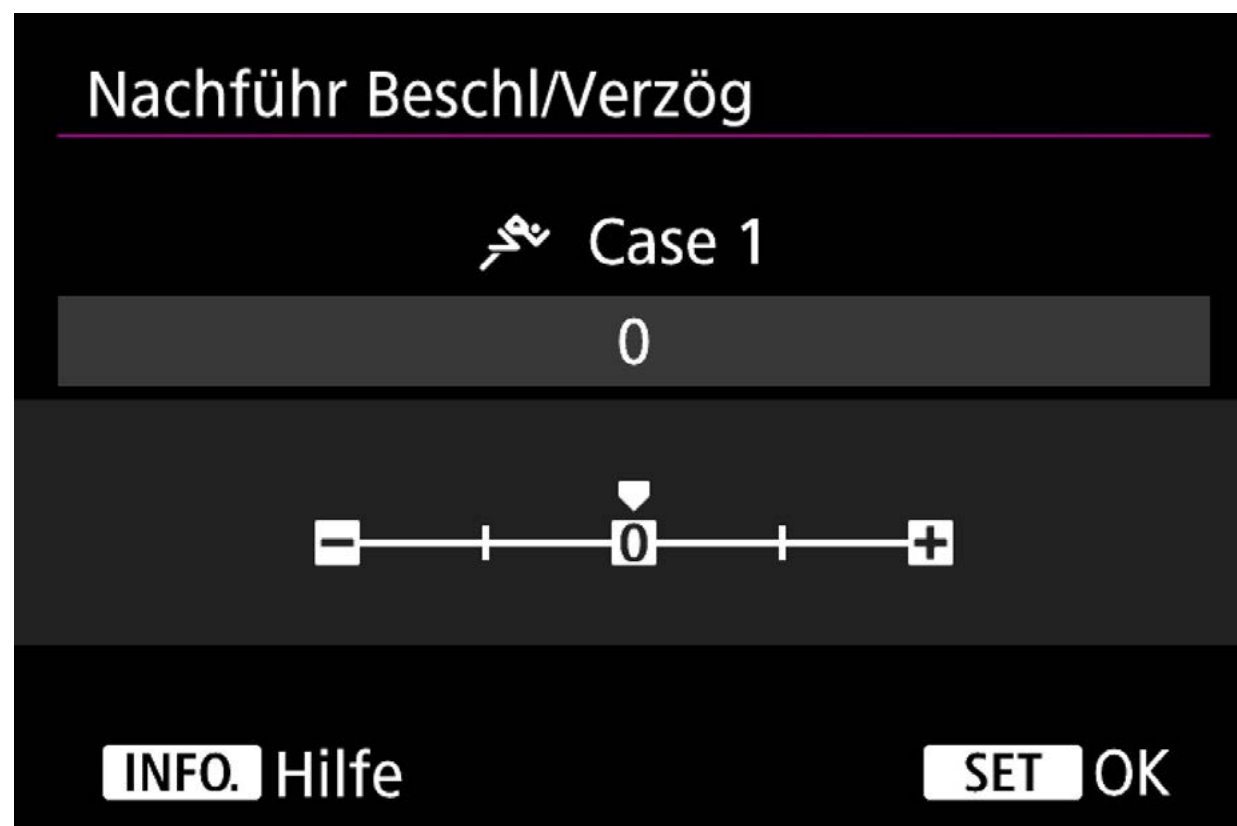 Nachführ Beschl/Verzög
Case 1
0
- 0 +
INFO. Hilfe
SET OK